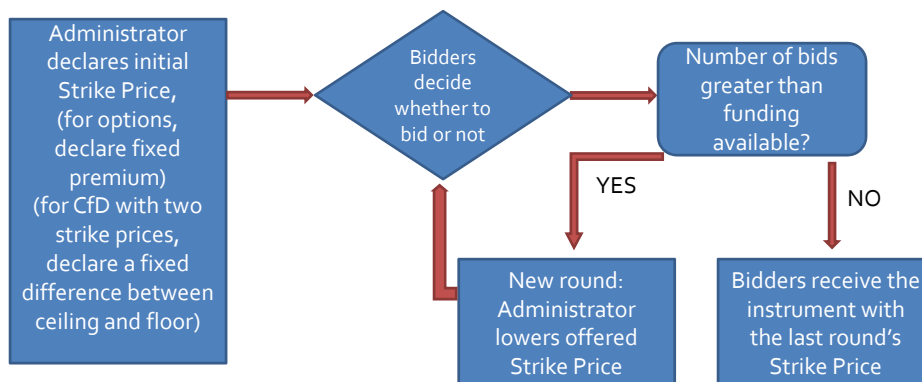 Administrator
declares initial
Strike Price,
(for options,
declare fixed
premium)
(for CfD with two
strike prices,
declare a fixed
difference between
ceiling and floor)
Bidders
decide
whether to
bid or not
Number of bids
greater than
funding
available?
YES
NO
New round:
Administrator
lowers offered
Strike Price
Bidders receive the
instrument with
the last round's
Strike Price